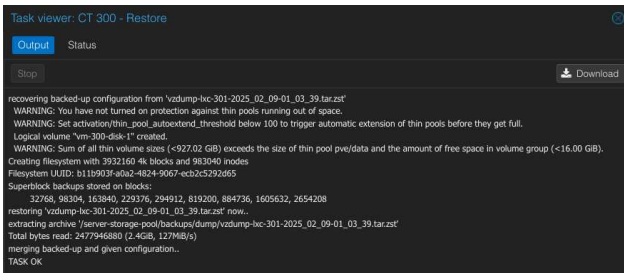 Task viewer: CT 300 - Restore
Output Status
Stop Download
recovering backed-up configuration from 'vzdump-lxc-301-2025_02_09-01_03_39.tar.zst'
WARNING: You have not turned on protection against thin pools running out of space.
WARNING: Set activation/thin_pool_autoextend_threshold below 100 to trigger automatic extension of thin pools before they get full.
Logical volume "vm-300-disk-1" created.
WARNING: Sum of all thin volume sizes (<927.02 GiB) exceeds the size of thin pool pve/data and the amount of free space in volume group (<16.00 GiB).
Creating filesystem with 3932160 4k blocks and 983040 inodes
Filesystem UUID: b11b903f-a0a2-4824-9067-ecb2c5292d65
Superblock backups stored on blocks:
32768, 98304, 163840, 229376, 294912, 819200, 884736, 1605632, 2654208
restoring 'vzdump-lxc-301-2025_02_09-01_03_39.tar.zst' now..
extracting archive '/server-storage-pool/backups/dump/vzdump-lxc-301-2025_02_09-01_03_39.tar.zst'
Total bytes read: 2477946880 (2.4GiB, 127MiB/s)
merging backed-up and given configuration..
TASK OK